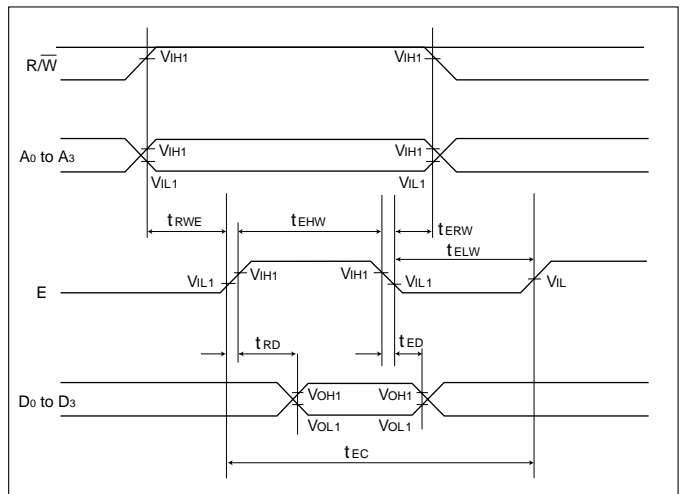 R/W̅
VIH1 VIH1
A0 to A3
VIH1 VIH1
VIL1 VIL1
tRWE tEHW tERW
tELW
E
VIL1 VIH1 VIH1 VIL1 VIL
tRD tED
D0 to D3
VOH1 VOH1
VOL1 VOL1
tEC